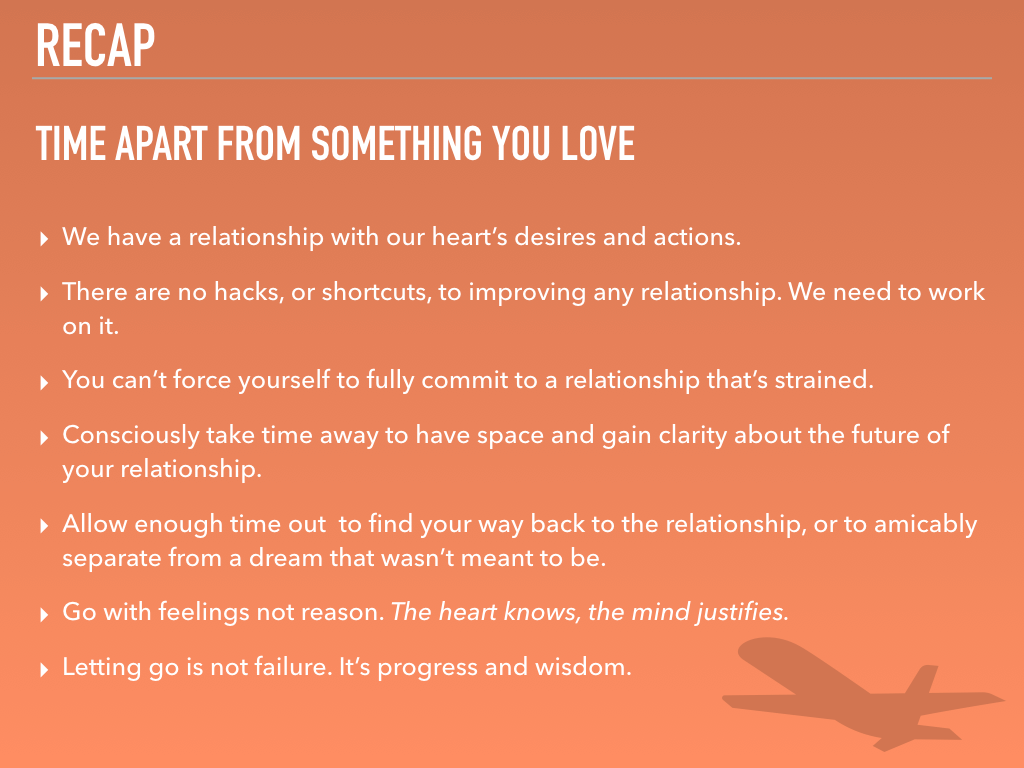 RECAP
TIME APART FROM SOMETHING YOU LOVE
▸ We have a relationship with our heart’s desires and actions.
▸ There are no hacks, or shortcuts, to improving any relationship. We need to work
on it.
▸ You can’t force yourself to fully commit to a relationship that’s strained.
▸ Consciously take time away to have space and gain clarity about the future of
your relationship.
▸ Allow enough time out  to find your way back to the relationship, or to amicably
separate from a dream that wasn’t meant to be.
▸ Go with feelings not reason. The heart knows, the mind justifies.
▸ Letting go is not failure. It’s progress and wisdom.